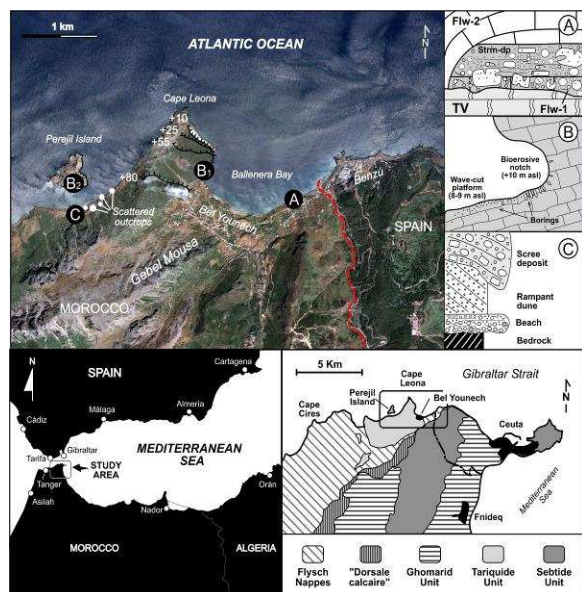 1 km
ATLANTIC OCEAN
N
Cape Leona
+10
+25
+55
Perejil Island
B2
B1
+80
Ballenera Bay
A
Benzú
C
Scattered
outcrops
Bel Younech
SPAIN
Gebel Mousa
MOROCCO
Flw-2
A
Strm-dp
TV
Flw-1
B
Bioerosive
notch
(+10 m asl)
Wave-cut
platform
(8-9 m asl)
Borings
C
Scree
deposit
Rampant
dune
Beach
Bedrock
N
SPAIN
Cartagena
Cádiz
Málaga
Almería
Gibraltar
Tarifa
MEDITERRANEAN
SEA
STUDY
AREA
Tanger
Asilah
Nador
Orán
MOROCCO
ALGERIA
5 Km
Gibraltar Strait
N
Cape
Leona
Perejil
Island
Bel Younech
Cape
Cires
Ceuta
Mediterranean
Sea
Fnideq
Flysch
Nappes
"Dorsale
calcaire"
Ghomarid
Unit
Tariquide
Unit
Sebtide
Unit